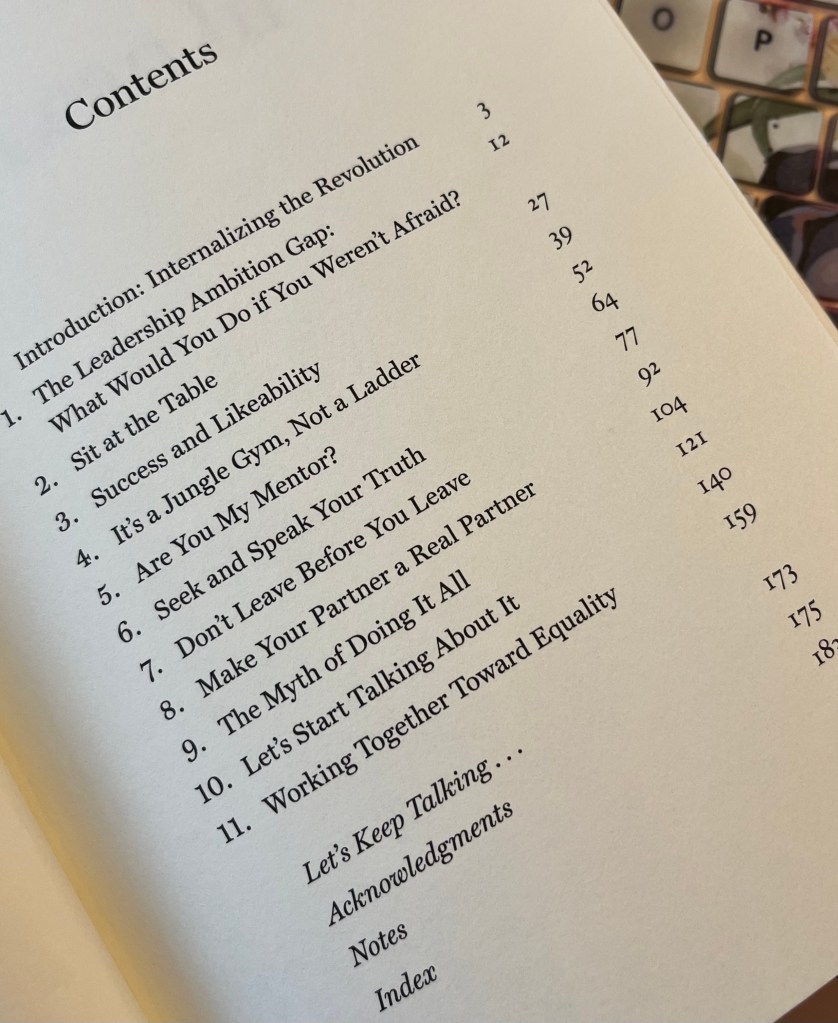 Contents
Introduction: Internalizing the Revolution 3
1. The Leadership Ambition Gap: 12
What Would You Do if You Weren't Afraid?
2. Sit at the Table 27
3. Success and Likeability 39
4. It's a Jungle Gym, Not a Ladder 52
5. Are You My Mentor? 64
6. Seek and Speak Your Truth 77
7. Don't Leave Before You Leave 92
8. Make Your Partner a Real Partner 104
9. The Myth of Doing It All 121
10. Let's Start Talking About It 140
11. Working Together Toward Equality 159
Let's Keep Talking . . . 173
Acknowledgments 175
Notes
Index
O
P